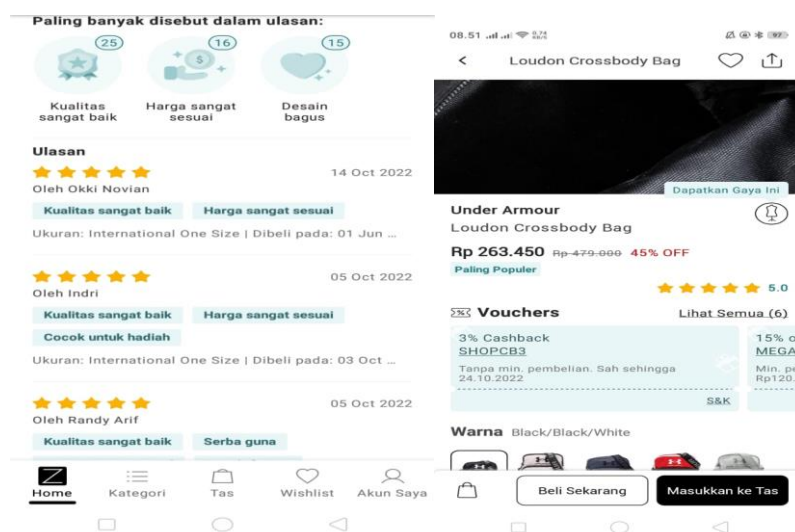 Paling banyak disebut dalam ulasan:
25
16
15
Kualitas
sangat baik
Harga sangat
sesuai
Desain
bagus
Ulasan
14 Oct 2022
Oleh Okki Novian
Kualitas sangat baik
Harga sangat sesuai
Ukuran: International One Size | Dibeli pada: 01 Jun ...
05 Oct 2022
Oleh Indri
Kualitas sangat baik
Harga sangat sesuai
Cocok untuk hadiah
Ukuran: International One Size | Dibeli pada: 03 Oct ...
05 Oct 2022
Oleh Randy Arif
Kualitas sangat baik
Serba guna
Home
Kategori
Tas
Wishlist
Akun Saya
08.51
0,74
KB/S
97
Loudon Crossbody Bag
Dapatkan Gaya Ini
Under Armour
Loudon Crossbody Bag
Rp 263.450 Rp 479.000 45% OFF
Paling Populer
5.0
Vouchers
Lihat Semua (6)
3% Cashback
SHOPCB3
Tanpa min. pembelian. Sah sehingga
24.10.2022
S&K
15% o
MEGA
Min. pe
Rp120.
Warna Black/Black/White
Beli Sekarang
Masukkan ke Tas